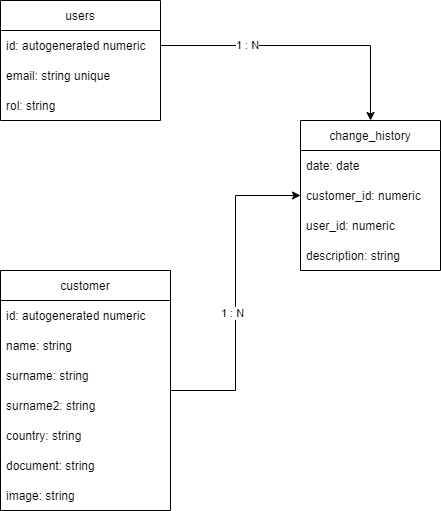 users
id: autogenerated numeric
email: string unique
rol: string
1 : N
change_history
date: date
customer_id: numeric
user_id: numeric
description: string
1 : N
customer
id: autogenerated numeric
name: string
surname: string
surname2: string
country: string
document: string
image: string